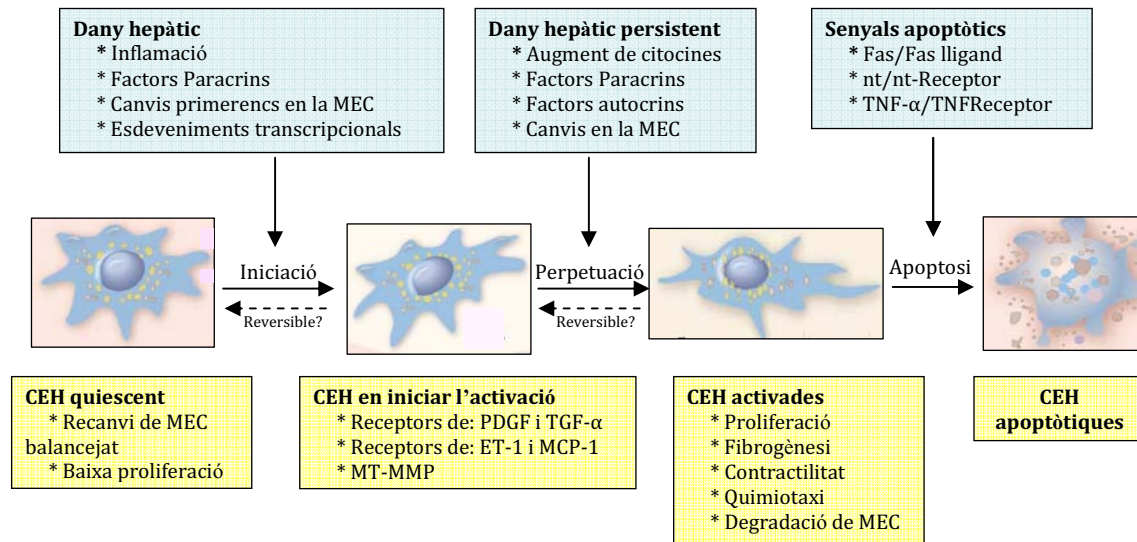 Dany hepàtic
* Inflamació
* Factors Paracrins
* Canvis primerencs en la MEC
* Esdeveniments transcripcionals
Dany hepàtic persistent
* Augment de citocines
* Factors Paracrins
* Factors autocrins
* Canvis en la MEC
Senyals apoptòtics
* Fas/Fas lligand
* nt/nt-Receptor
* TNF-α/TNFReceptor
Iniciació
Reversible?
Perpetuació
Reversible?
Apoptosi
CEH quiescent
* Recanvi de MEC
balancejat
* Baixa proliferació
CEH en iniciar l’activació
* Receptors de: PDGF i TGF-α
* Receptors de: ET-1 i MCP-1
* MT-MMP
CEH activades
* Proliferació
* Fibrogènesi
* Contractilitat
* Quimiotaxi
* Degradació de MEC
CEH
apoptòtiques